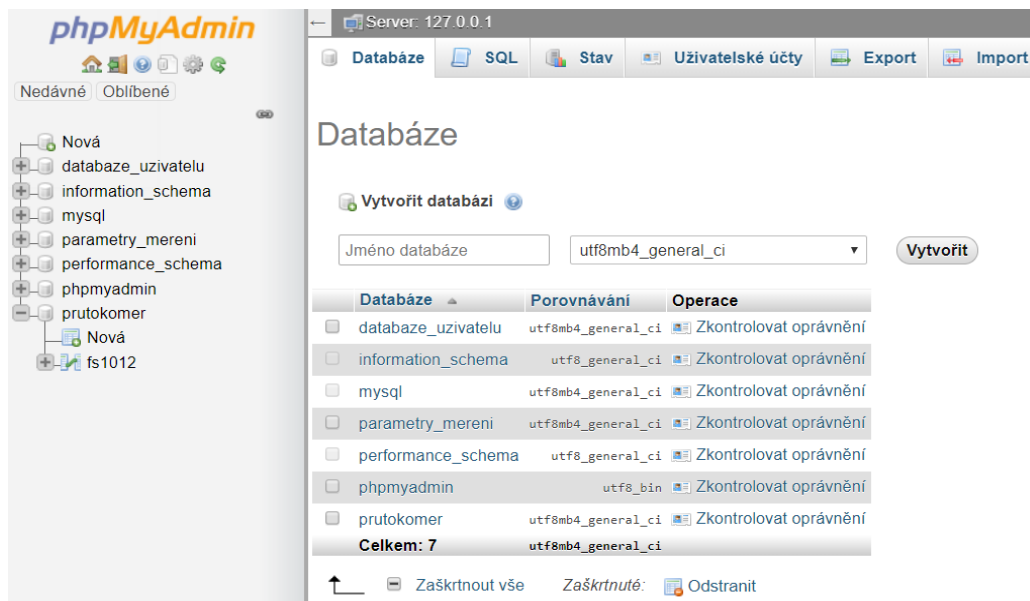 phpMyAdmin
Nedávné Oblíbené
Nová
databaze_uzivatelu
information_schema
mysql
parametry_mereni
performance_schema
phpmyadmin
prutokomer
Nová
fs1012
Server: 127.0.0.1
Databáze SQL Stav Uživatelské účty Export Import
Databáze
Vytvořit databázi
Jméno databáze utf8mb4_general_ci Vytvořit
Databáze Porovnávání Operace
databaze_uzivatelu utf8mb4_general_ci Zkontrolovat oprávnění
information_schema utf8_general_ci Zkontrolovat oprávnění
mysql utf8mb4_general_ci Zkontrolovat oprávnění
parametry_mereni utf8mb4_general_ci Zkontrolovat oprávnění
performance_schema utf8_general_ci Zkontrolovat oprávnění
phpmyadmin utf8_bin Zkontrolovat oprávnění
prutokomer utf8mb4_general_ci Zkontrolovat oprávnění
Celkem: 7 utf8mb4_general_ci
Zaškrtnout vše Zaškrtnuté: Odstranit